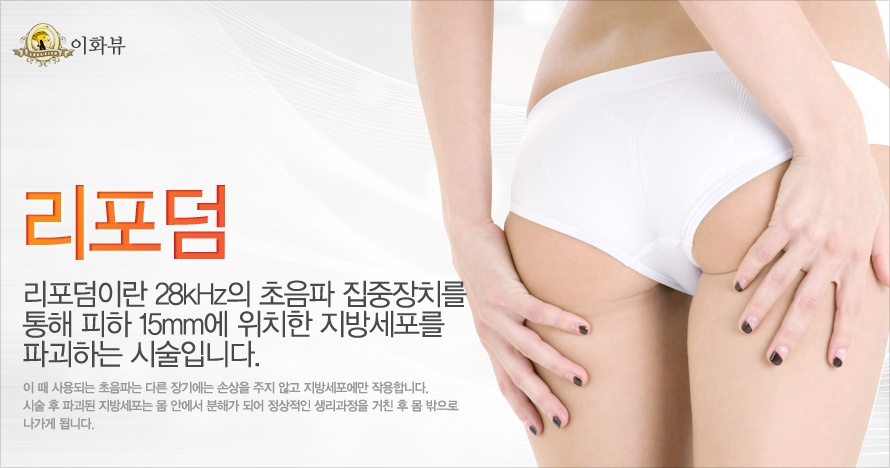 이화뷰
리포덤
리포덤이란 28kHz의 초음파 집중장치를
통해 피하 15mm에 위치한 지방세포를
파괴하는 시술입니다.
이 때 사용되는 초음파는 다른 장기에는 손상을 주지 않고 지방세포에만 작용합니다.
시술 후 파괴된 지방세포는 몸 안에서 분해가 되어 정상적인 생리과정을 거친 후 몸 밖으로
나가게 됩니다.